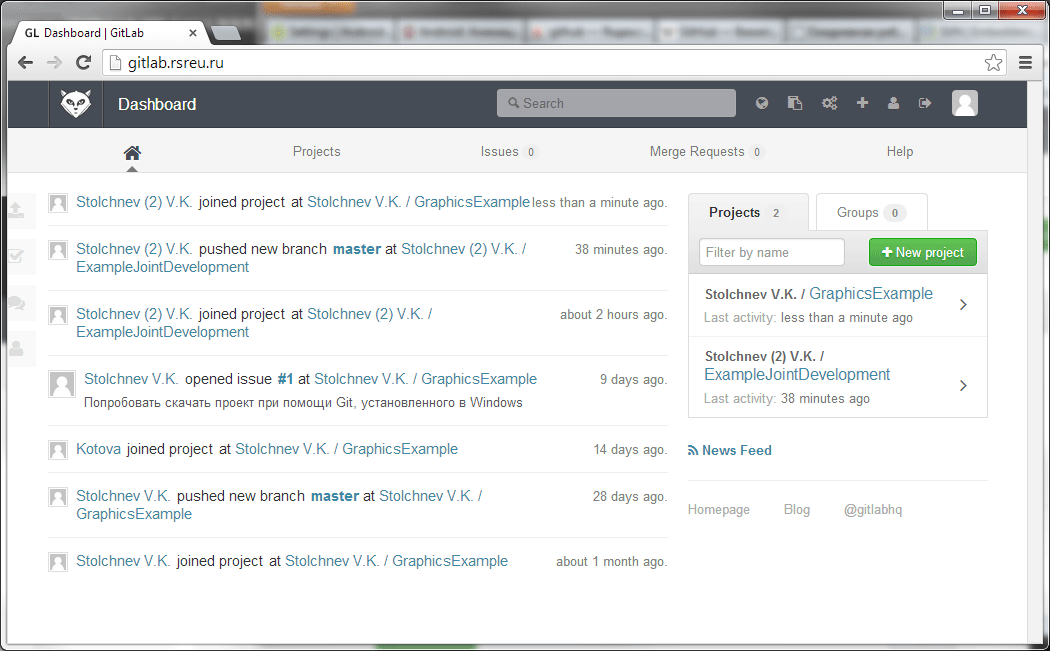 GL Dashboard | GitLab
gitlab.rsreu.ru
Dashboard
Search
Projects
Issues 0
Merge Requests 0
Help
Stolchnev (2) V.K. joined project at Stolchnev V.K. / GraphicsExample less than a minute ago.
Stolchnev (2) V.K. pushed new branch master at Stolchnev (2) V.K. / 38 minutes ago.
ExampleJointDevelopment
Stolchnev (2) V.K. joined project at Stolchnev (2) V.K. / about 2 hours ago.
ExampleJointDevelopment
Stolchnev V.K. opened issue #1 at Stolchnev V.K. / GraphicsExample 9 days ago.
Попробовать скачать проект при помощи Git, установленного в Windows
Kotova joined project at Stolchnev V.K. / GraphicsExample 14 days ago.
Stolchnev V.K. pushed new branch master at Stolchnev V.K. / 28 days ago.
GraphicsExample
Stolchnev V.K. joined project at Stolchnev V.K. / GraphicsExample about 1 month ago.
Projects 2
Groups 0
Filter by name
New project
Stolchnev V.K. / GraphicsExample
Last activity: less than a minute ago
Stolchnev (2) V.K. /
ExampleJointDevelopment
Last activity: 38 minutes ago
News Feed
Homepage Blog @gitlabhq